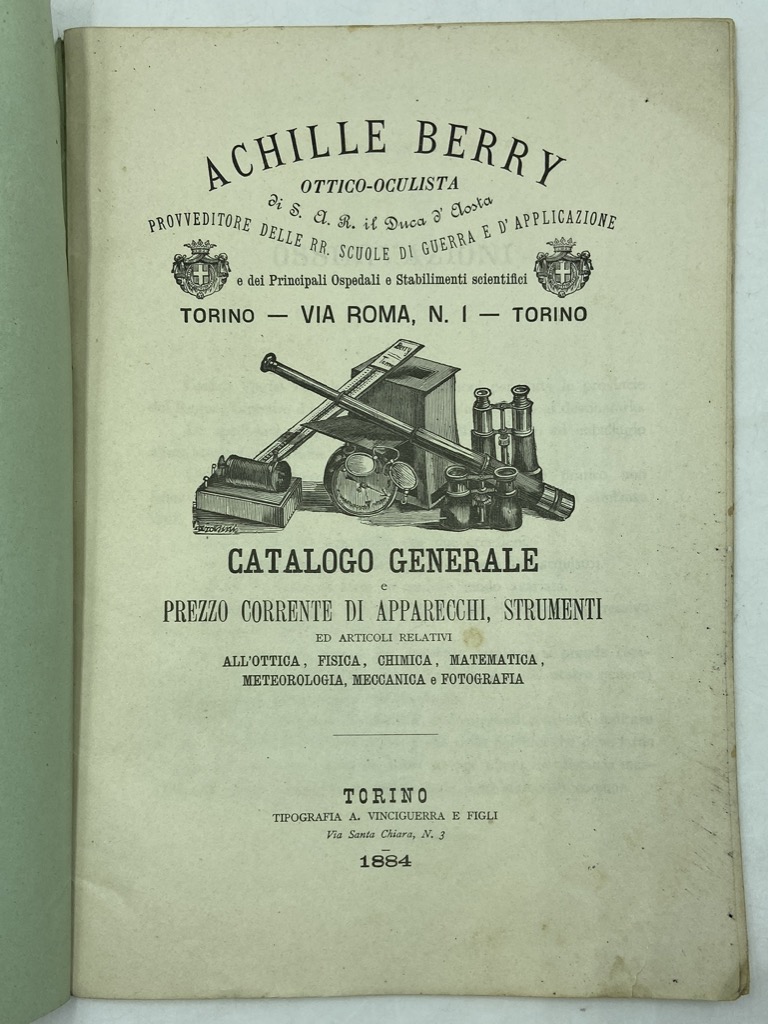 ACHILLE BERRY
OTTICO-OCULISTA
di S. A. R. il Duca d' Aosta
PROVVEDITORE DELLE RR. SCUOLE DI GUERRA E D' APPLICAZIONE
e dei Principali Ospedali e Stabilimenti scientifici
TORINO — VIA ROMA, N. 1 — TORINO
Berry
CATALOGO GENERALE
e
PREZZO CORRENTE DI APPARECCHI, STRUMENTI
ED ARTICOLI RELATIVI
ALL'OTTICA, FISICA, CHIMICA, MATEMATICA,
METEOROLOGIA, MECCANICA e FOTOGRAFIA
TORINO
TIPOGRAFIA A. VINCIGUERRA E FIGLI
Via Santa Chiara, N. 3
1884